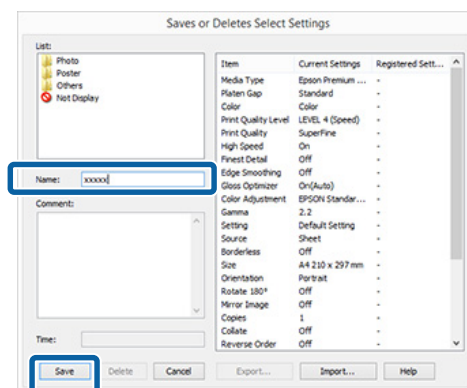 Saves or Deletes Select Settings
List:
Photo
Poster
Others
Not Display
Name: xxxxx
Comment:
Time:
Item Current Settings Registered Sett...
Media Type Epson Premium ... -
Platen Gap Standard -
Color Color -
Print Quality Level LEVEL 4 (Speed) -
Print Quality SuperFine -
High Speed On -
Finest Detail Off -
Edge Smoothing Off -
Gloss Optimizer On(Auto) -
Color Adjustment EPSON Standar... -
Gamma 2.2 -
Setting Default Setting -
Source Sheet -
Borderless Off -
Size A4 210 x 297 mm -
Orientation Portrait -
Rotate 180° Off -
Mirror Image Off -
Copies 1 -
Collate Off -
Reverse Order Off -
Save Delete Cancel Export... Import... Help